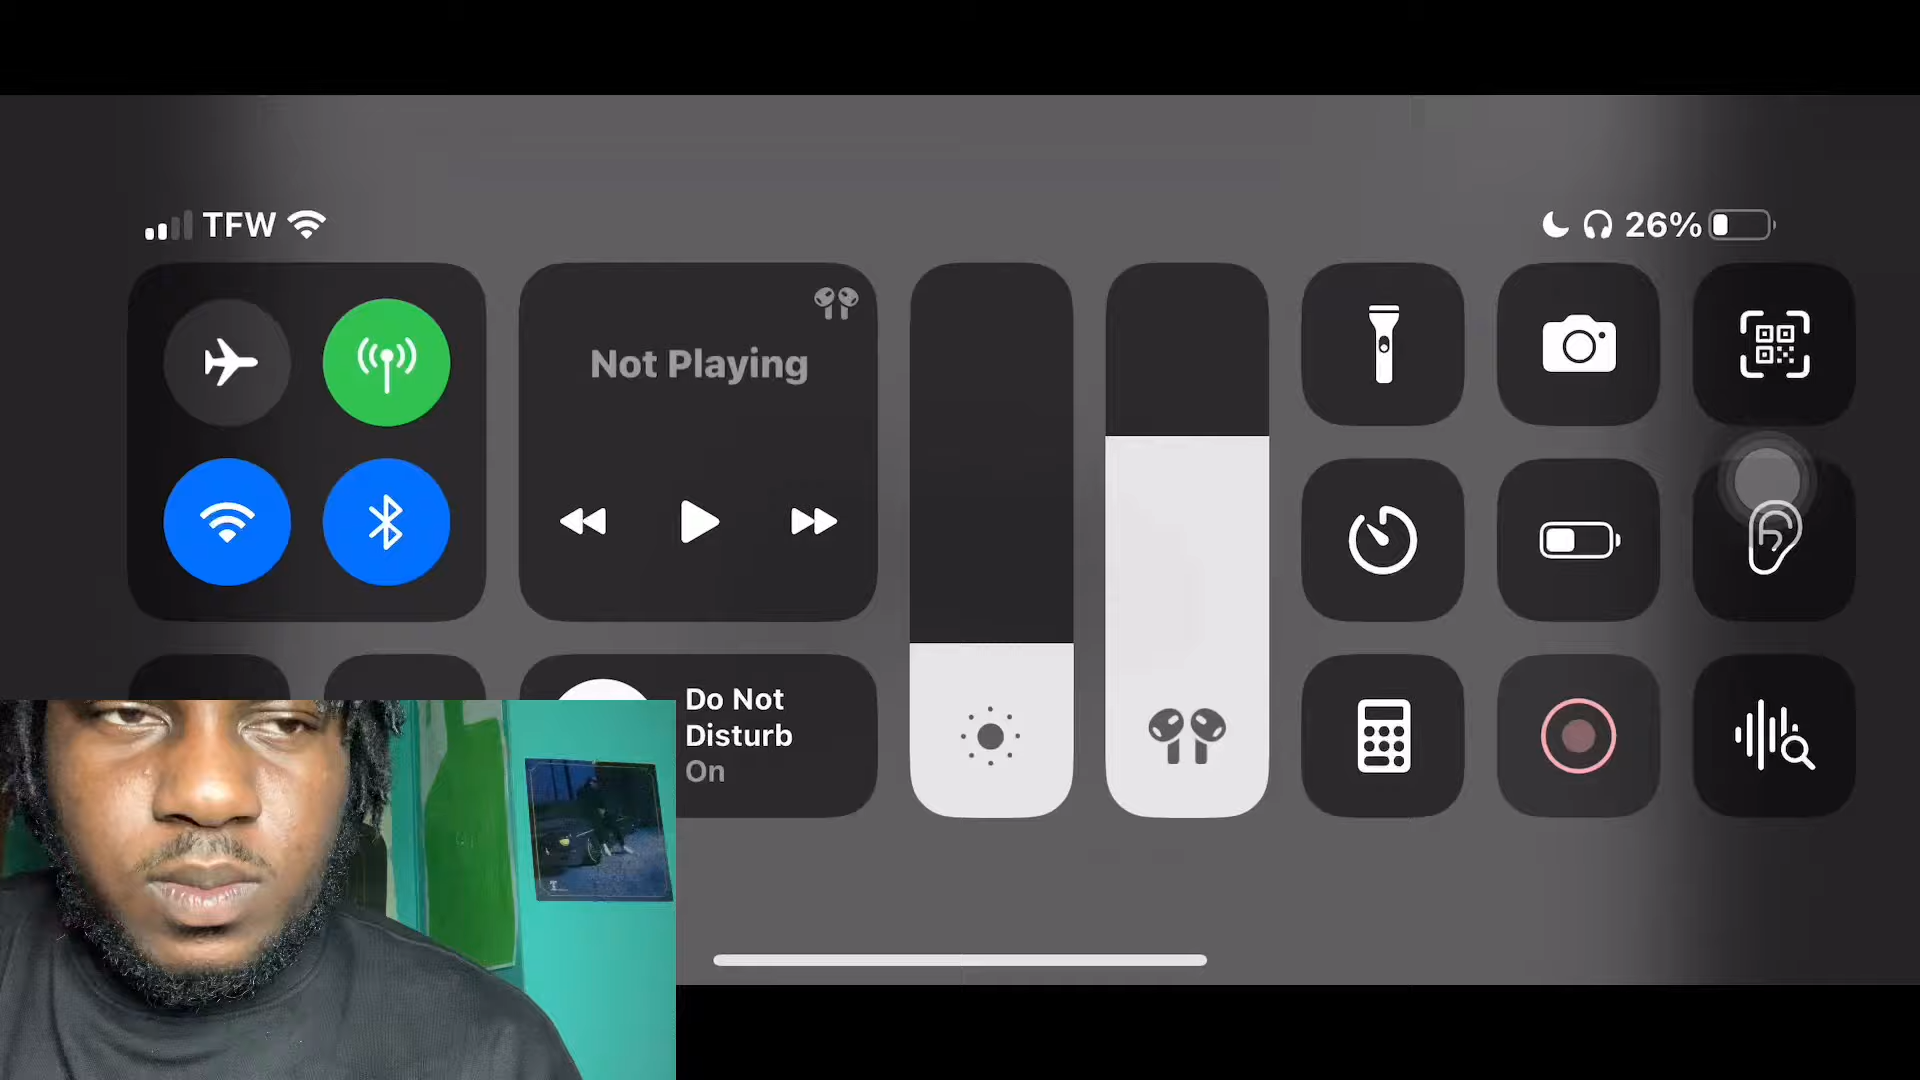 TFW
26%
Not Playing
Do Not
Disturb
On